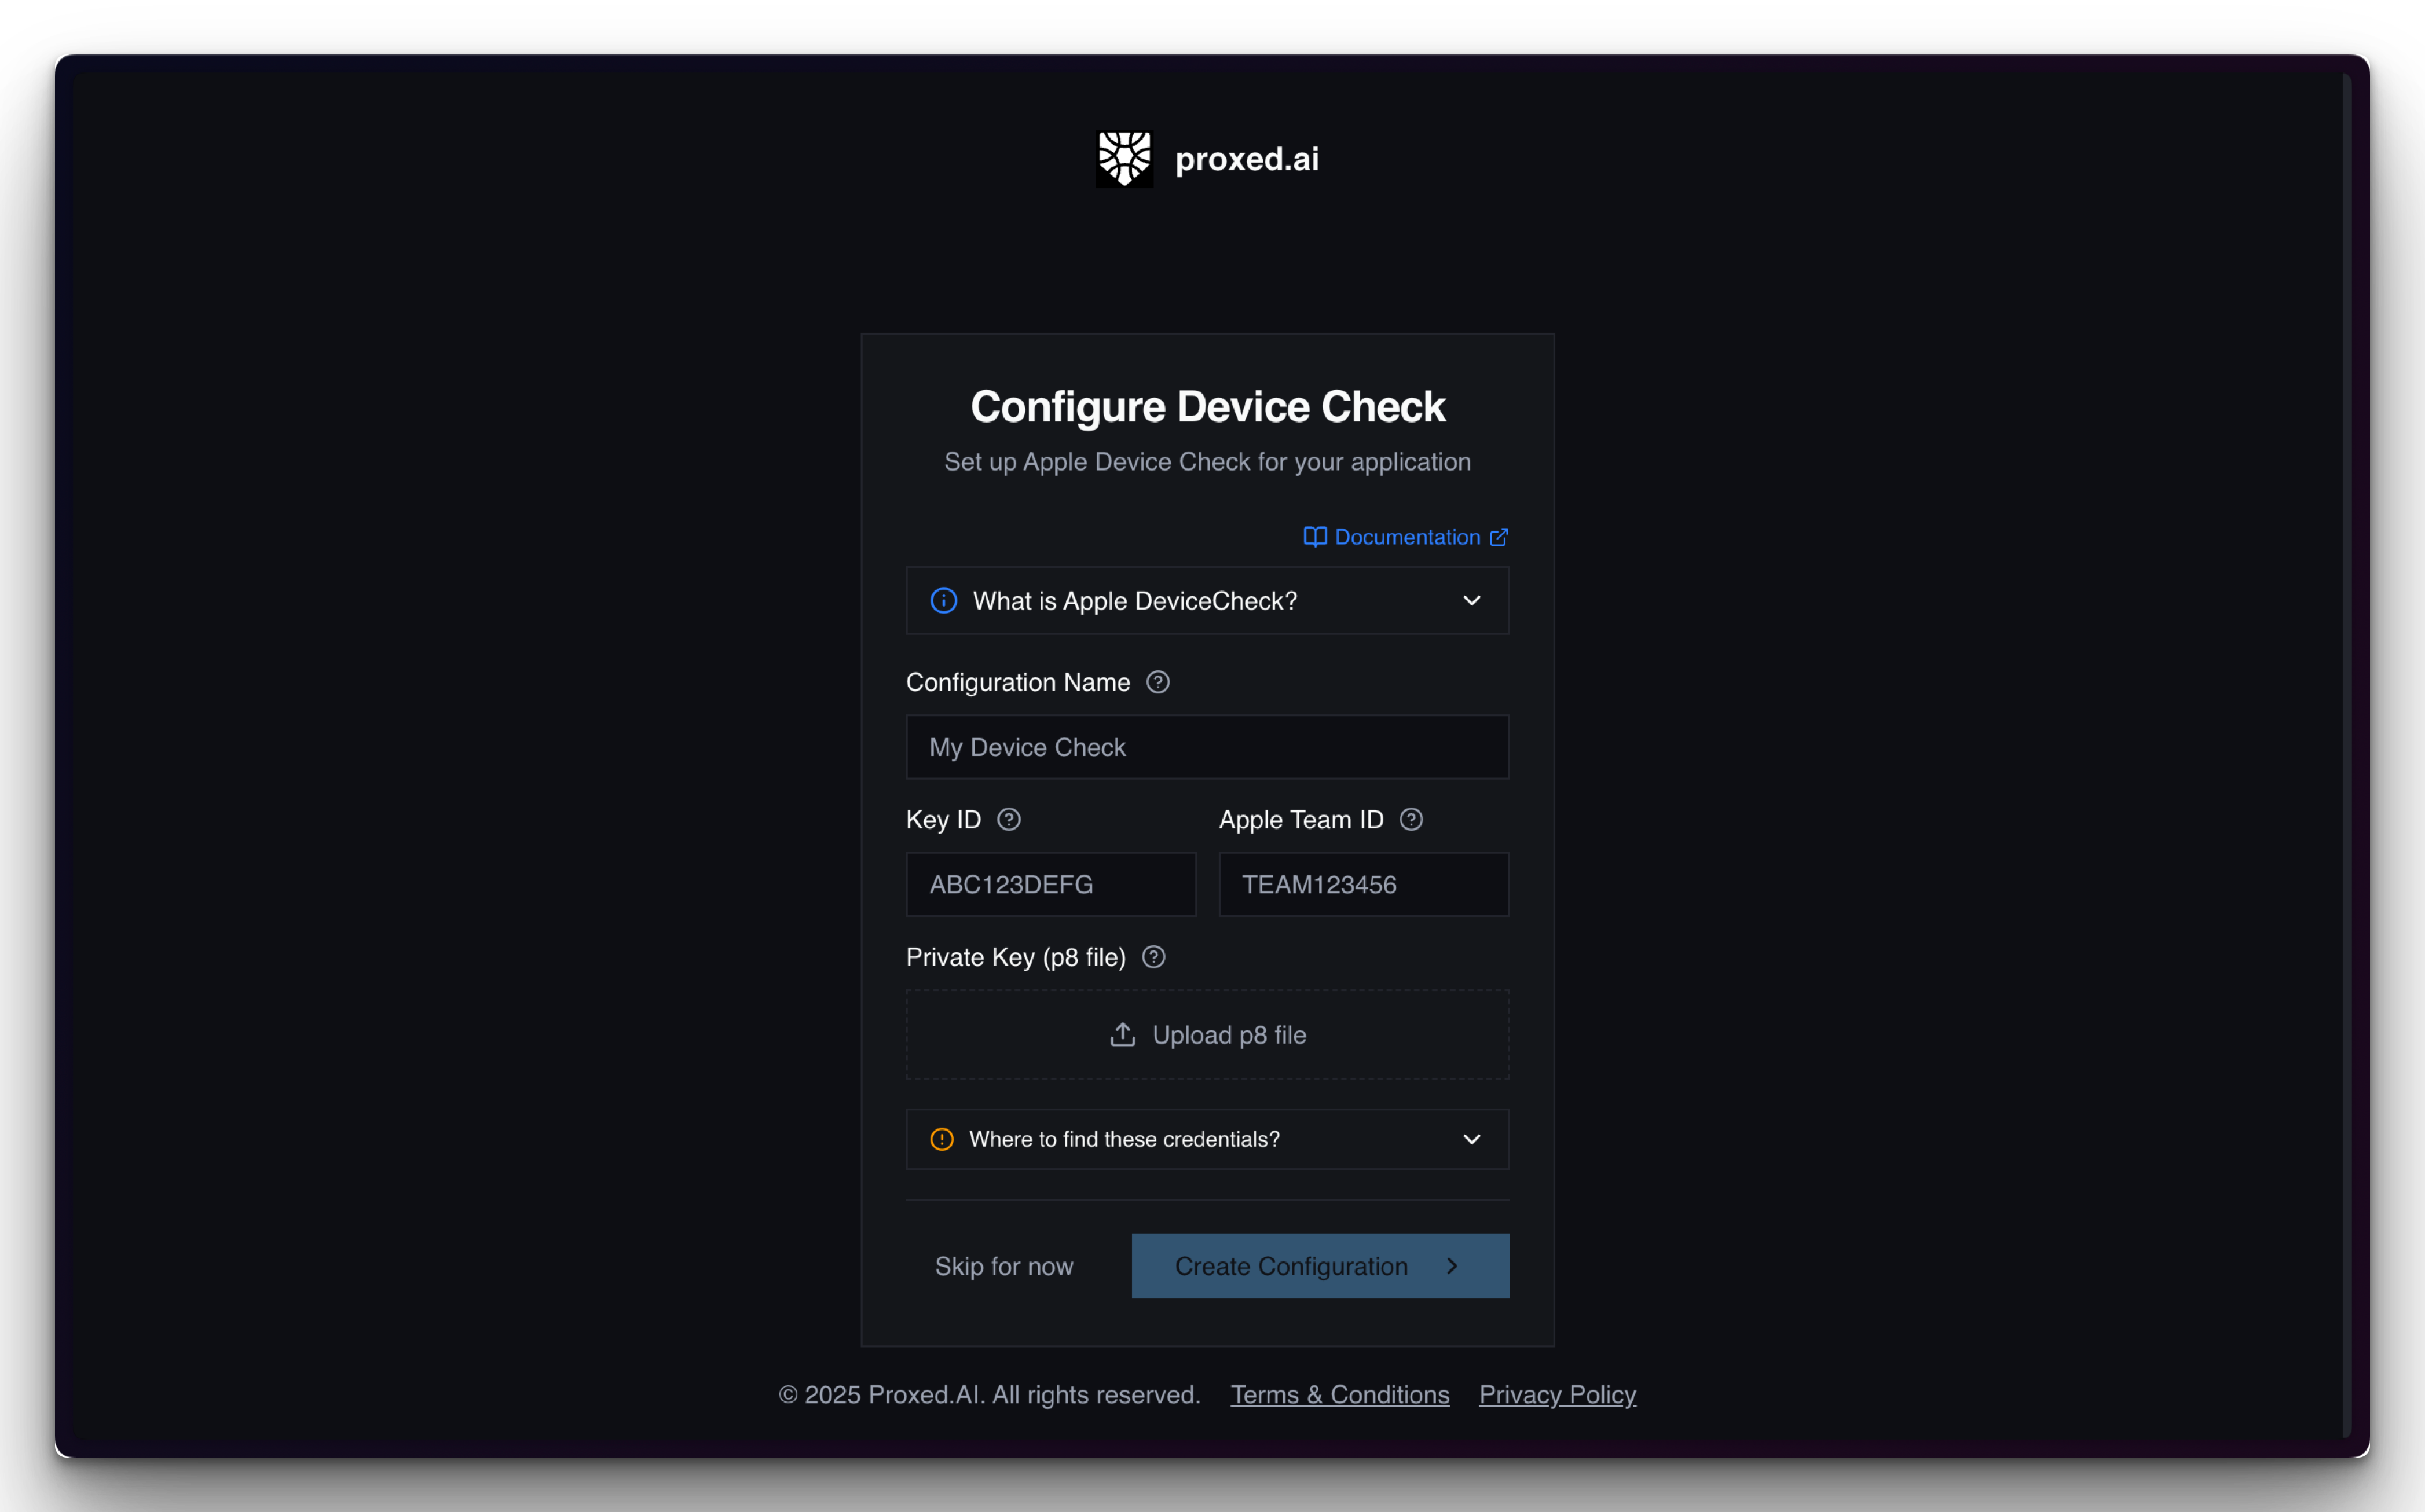 proxed.ai
Configure Device Check
Set up Apple Device Check for your application
Documentation
What is Apple DeviceCheck?
Configuration Name
My Device Check
Key ID Apple Team ID
ABC123DEFG TEAM123456
Private Key (p8 file)
Upload p8 file
Where to find these credentials?
Skip for now Create Configuration
© 2025 Proxed.AI. All rights reserved. Terms & Conditions Privacy Policy